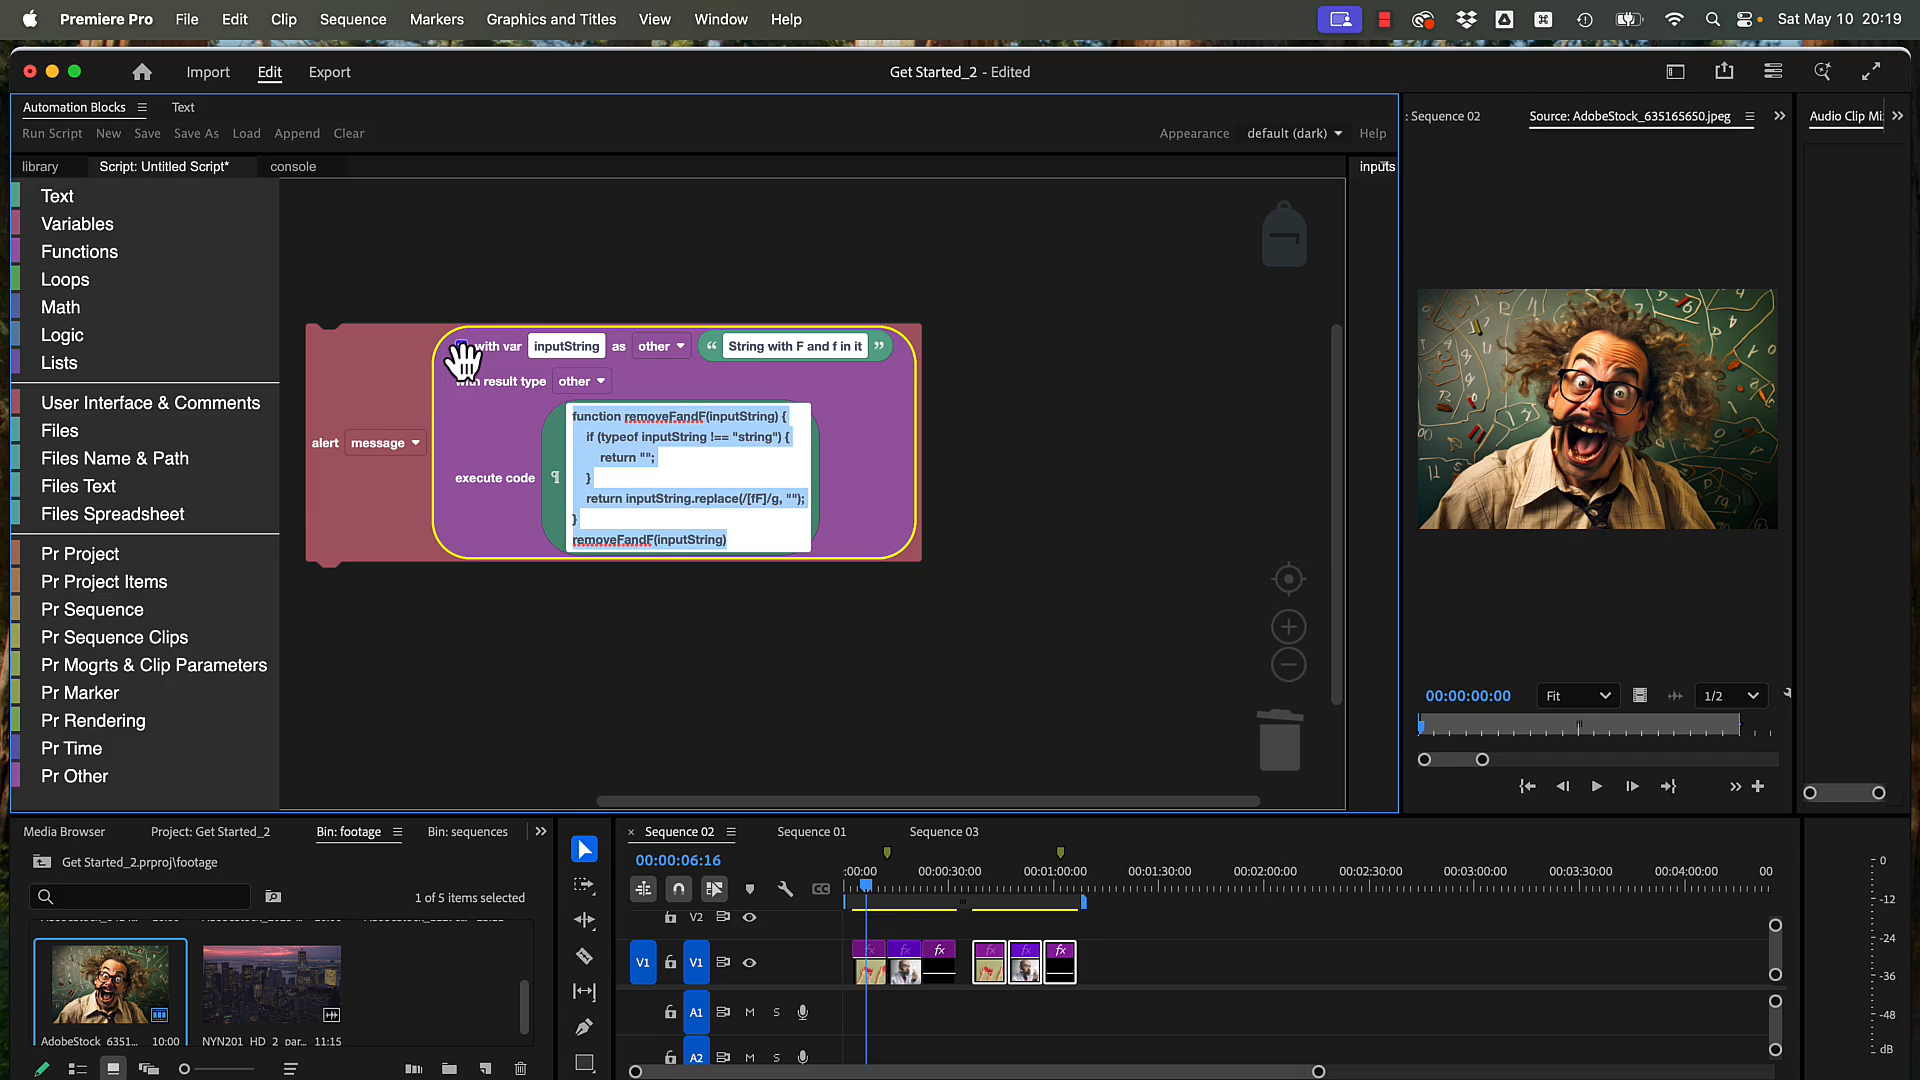 Premiere Pro File Edit Clip Sequence Markers Graphics and Titles View Window Help Sat May 10 20:19
Import Edit Export Get Started_2 - Edited
Automation Blocks Text
Run Script New Save Save As Load Append Clear Appearance default (dark) Help
library Script: Untitled Script* console inputs
Text
Variables
Functions
Loops
Math
Logic
Lists
User Interface & Comments
Files
Files Name & Path
Files Text
Files Spreadsheet
Pr Project
Pr Project Items
Pr Sequence
Pr Sequence Clips
Pr Mogrts & Clip Parameters
Pr Marker
Pr Rendering
Pr Time
Pr Other
with var inputString as other “ String with F and f in it ”
with result type other
alert message
execute code ¶
function removeFandF(inputString) {
if (typeof inputString !== "string") {
return "";
}
return inputString.replace(/[fF]/g, "");
}
removeFandF(inputString)
: Sequence 02 Source: AdobeStock_635165650.jpeg Audio Clip Mi
00:00:00:00 Fit 1/2
Media Browser Project: Get Started_2 Bin: footage Bin: sequences
Get Started_2.prproj\footage
1 of 5 items selected
AdobeStock_6351... 10:00 NYN201_HD_2_par... 11:15
× Sequence 02 Sequence 01 Sequence 03
00:00:06:16
:00:00 00:00:30:00 00:01:00:00 00:01:30:00 00:02:00:00 00:02:30:00 00:03:00:00 00:03:30:00 00:04:00:00 00
V2
V1 V1
fx fx fx fx fx fx
A1 M S
A2 M S
0
-12
-24
-36
-48
dB